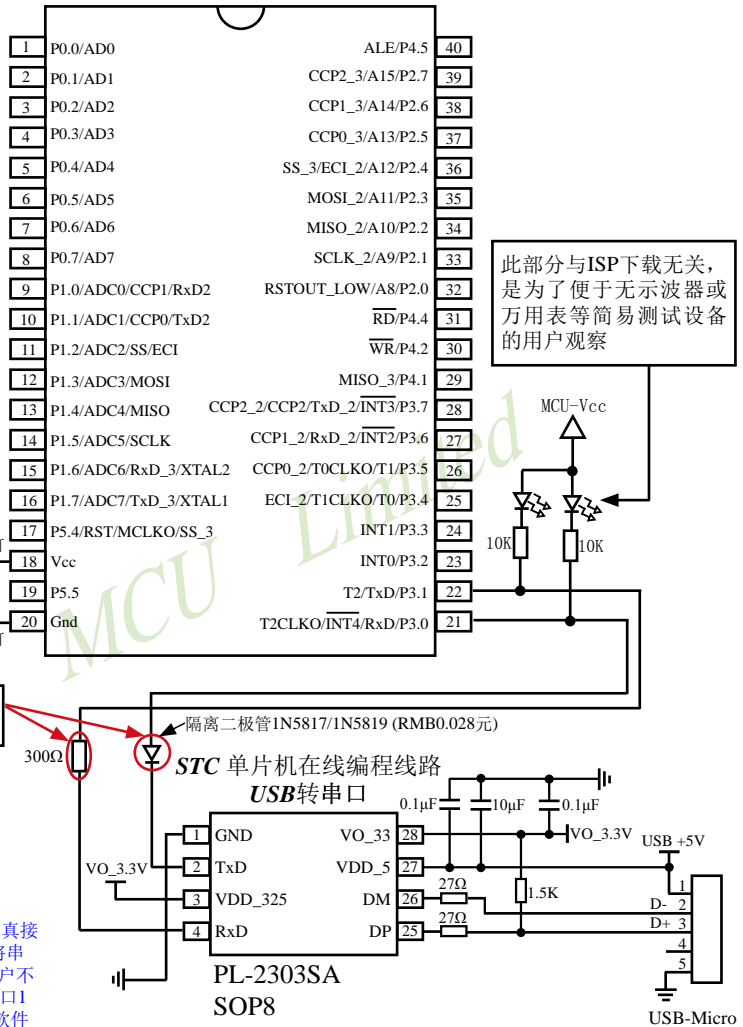 1 P0.0/AD0
2 P0.1/AD1
3 P0.2/AD2
4 P0.3/AD3
5 P0.4/AD4
6 P0.5/AD5
7 P0.6/AD6
8 P0.7/AD7
9 P1.0/ADC0/CCP1/RxD2
10 P1.1/ADC1/CCP0/TxD2
11 P1.2/ADC2/SS/ECI
12 P1.3/ADC3/MOSI
13 P1.4/ADC4/MISO
14 P1.5/ADC5/SCLK
15 P1.6/ADC6/RxD_3/XTAL2
16 P1.7/ADC7/TxD_3/XTAL1
17 P5.4/RST/MCLKO/SS_3
18 Vcc
19 P5.5
20 Gnd
ALE/P4.5 40
CCP2_3/A15/P2.7 39
CCP1_3/A14/P2.6 38
CCP0_3/A13/P2.5 37
SS_3/ECI_2/A12/P2.4 36
MOSI_2/A11/P2.3 35
MISO_2/A10/P2.2 34
SCLK_2/A9/P2.1 33
RSTOUT_LOW/A8/P2.0 32
RD/P4.4 31
WR/P4.2 30
MISO_3/P4.1 29
CCP2_2/CCP2/TxD_2/INT3/P3.7 28
CCP1_2/RxD_2/INT2/P3.6 27
CCP0_2/T0CLKO/T1/P3.5 26
ECI_2/T1CLKO/T0/P3.4 25
INT1/P3.3 24
INT0/P3.2 23
T2/TxD/P3.1 22
T2CLKO/INT4/RxD/P3.0 21
MCU Limited
此部分与ISP下载无关，
是为了便于无示波器或
万用表等简易测试设备
的用户观察
MCU-Vcc
10K
10K
隔离二极管1N5817/1N5819 (RMB0.028元)
300Ω
STC 单片机在线编程线路
USB转串口
0.1μF
10μF
0.1μF
1 GND
2 TxD
3 VDD_325
4 RxD
VO_33 28
VDD_5 27
DM 26
DP 25
VO_3.3V
VO_3.3V
USB +5V
27Ω
27Ω
1.5K
1
D- 2
D+ 3
4
5
PL-2303SA
SOP8
USB-Micro
真接
将串
户不
口1
软件